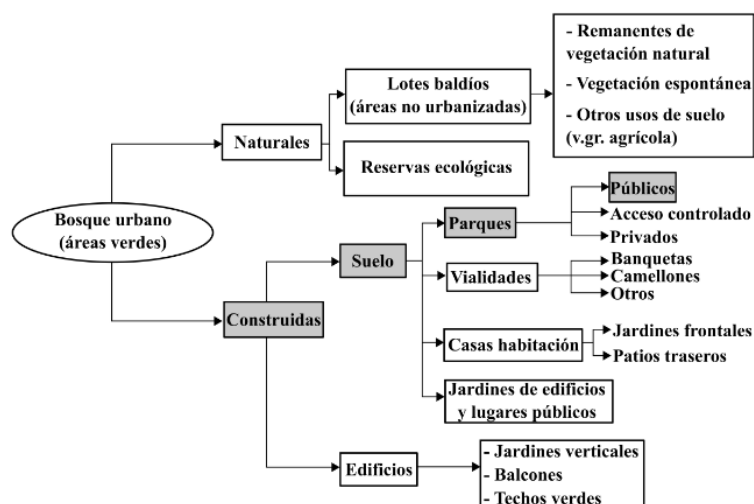 Bosque urbano
(áreas verdes)
Naturales
Lotes baldíos
(áreas no urbanizadas)
- Remanentes de
vegetación natural
- Vegetación espontánea
- Otros usos de suelo
(v.gr. agrícola)
Reservas ecológicas
Construidas
Suelo
Parques
Públicos
Acceso controlado
Privados
Vialidades
Banquetas
Camellones
Otros
Casas habitación
Jardines frontales
Patios traseros
Jardines de edificios
y lugares públicos
Edificios
- Jardines verticales
- Balcones
- Techos verdes